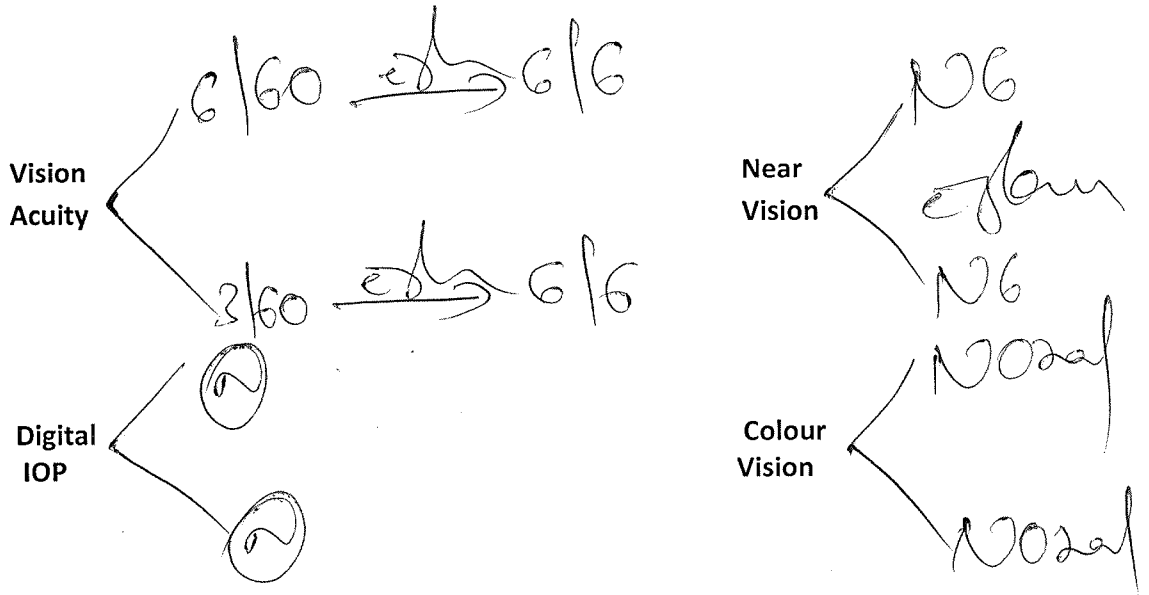 6/60 → 6/6
Vision
Acuity
3/60 → 6/6
Digital
IOP
N6
Near
Vision
c̄ glass
N6
Normal
Colour
Vision
Normal